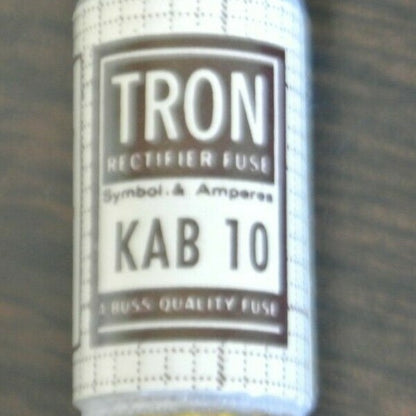 TRON
RECTIFIER FUSE
Symbol & Amperes
KAB 10
A BUSS QUALITY FUSE